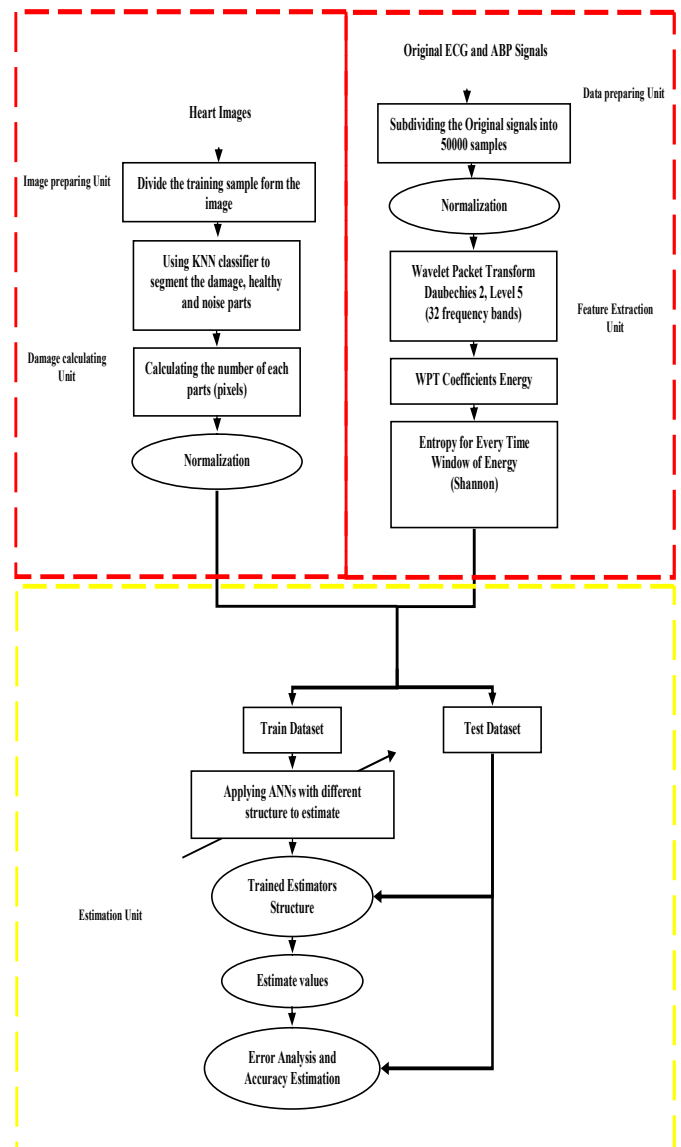 Original ECG and ABP Signals
Data preparing Unit
Subdividing the Original signals into
50000 samples
Normalization
Wavelet Packet Transform
Daubechies 2, Level 5
(32 frequency bands)
Feature Extraction
Unit
WPT Coefficients Energy
Entropy for Every Time
Window of Energy
(Shannon)
Heart Images
Image preparing Unit
Divide the training sample form the
image
Using KNN classifier to
segment the damage, healthy
and noise parts
Damage calculating
Unit
Calculating the number of each
parts (pixels)
Normalization
Train Dataset
Test Dataset
Applying ANNs with different
structure to estimate
Trained Estimators
Structure
Estimation Unit
Estimate values
Error Analysis and
Accuracy Estimation